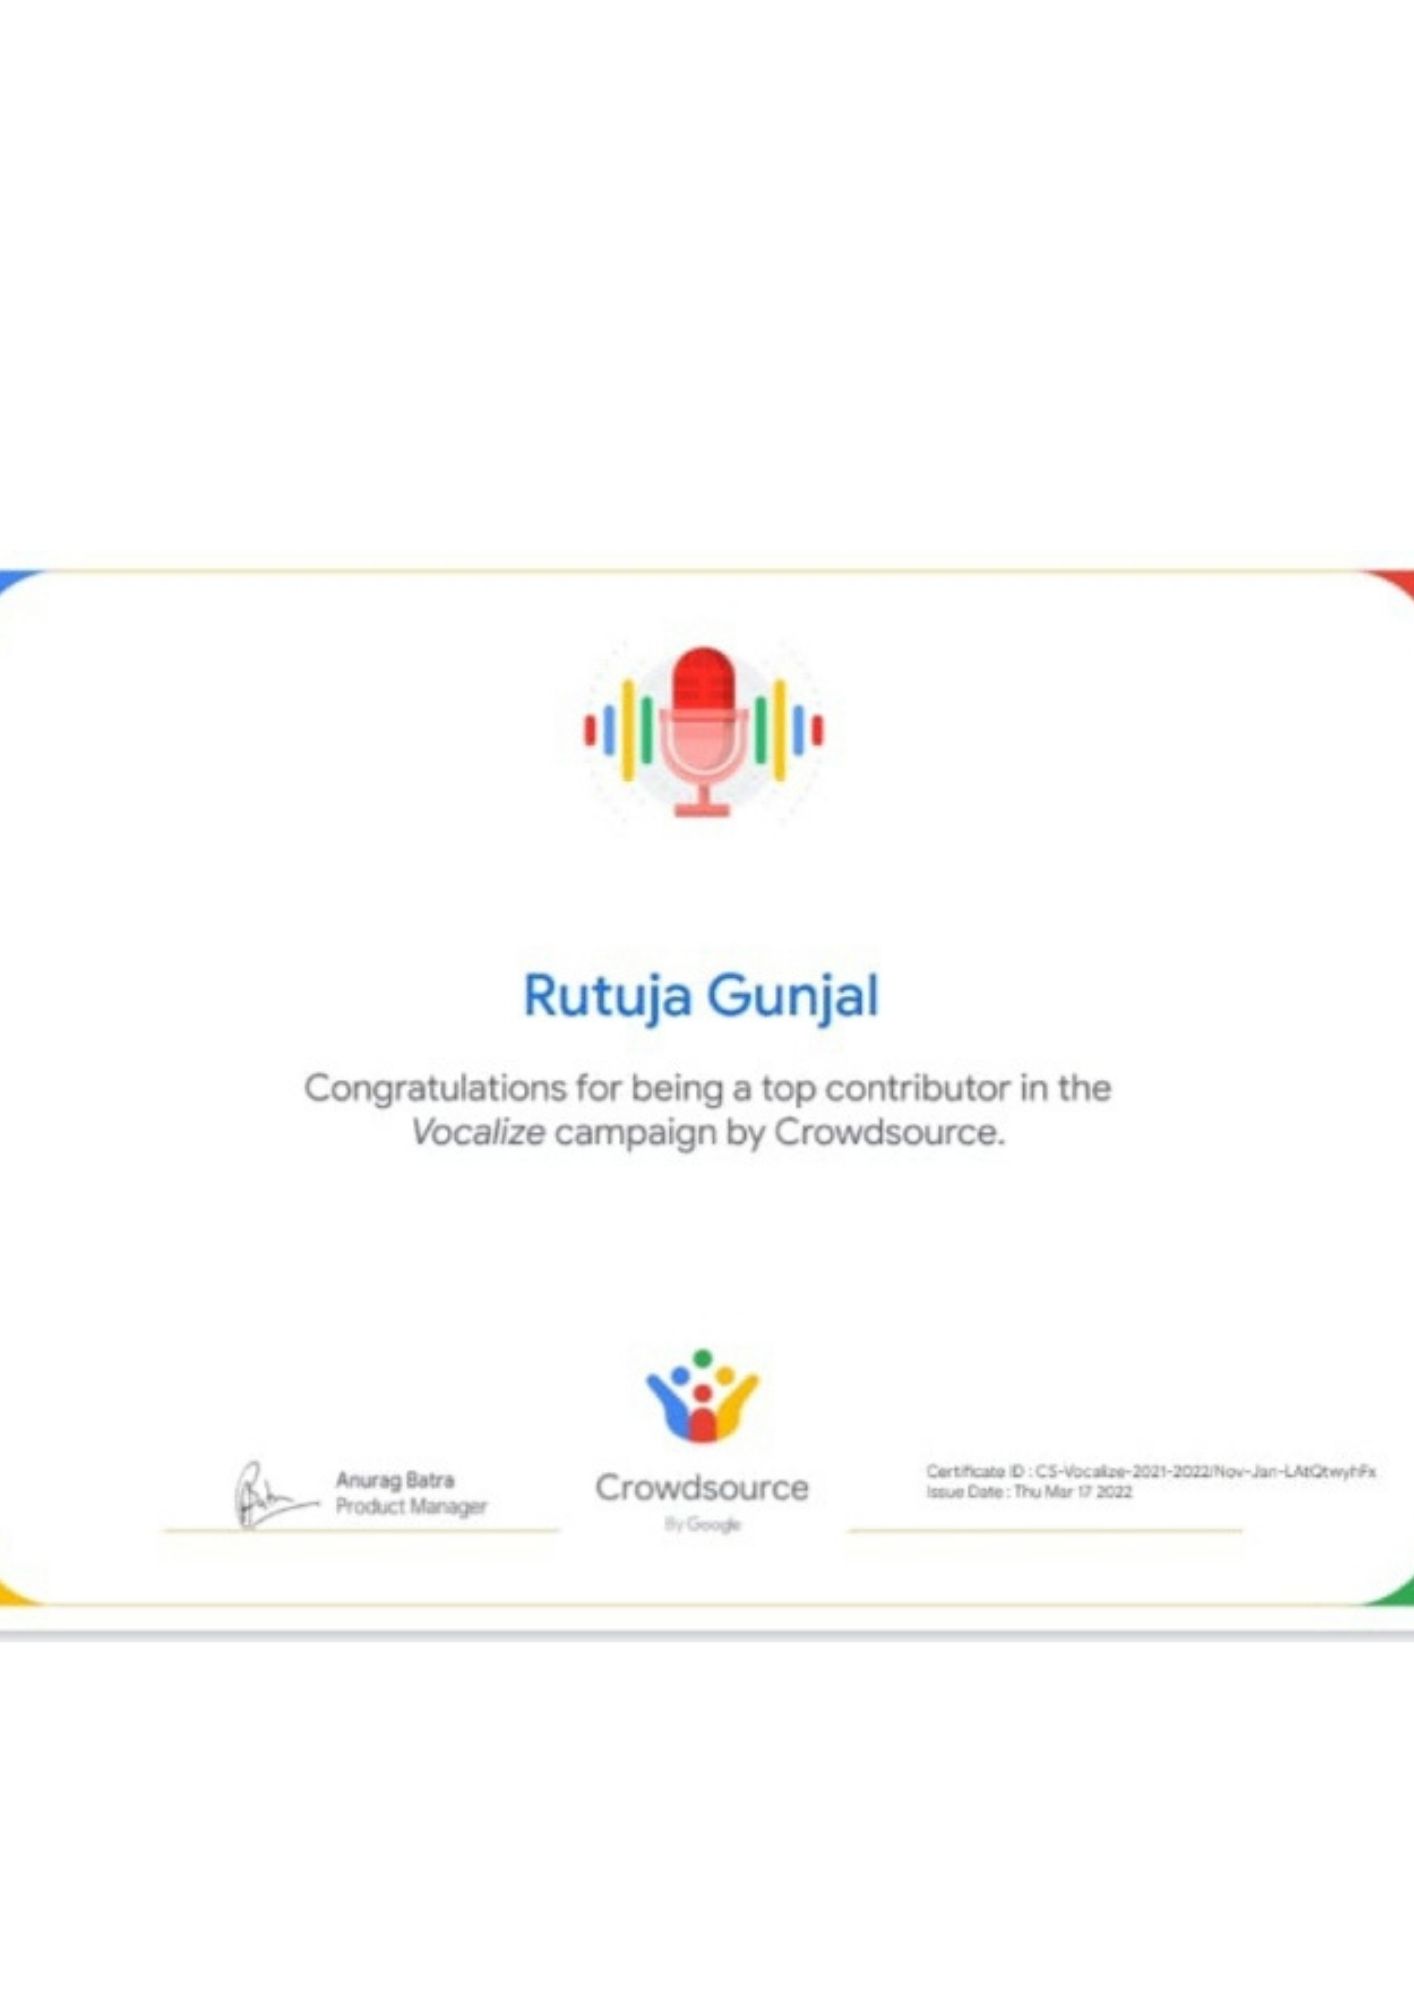 Rutuja Gunjal
Congratulations for being a top contributor in the
Vocalize campaign by Crowdsource.
Anurag Batra
Product Manager
Crowdsource
By Google
Certificate ID : CS-Vocalize-2021-2022/Nov-Jan-LAtQtwyhFx
Issue Date : Thu Mar 17 2022